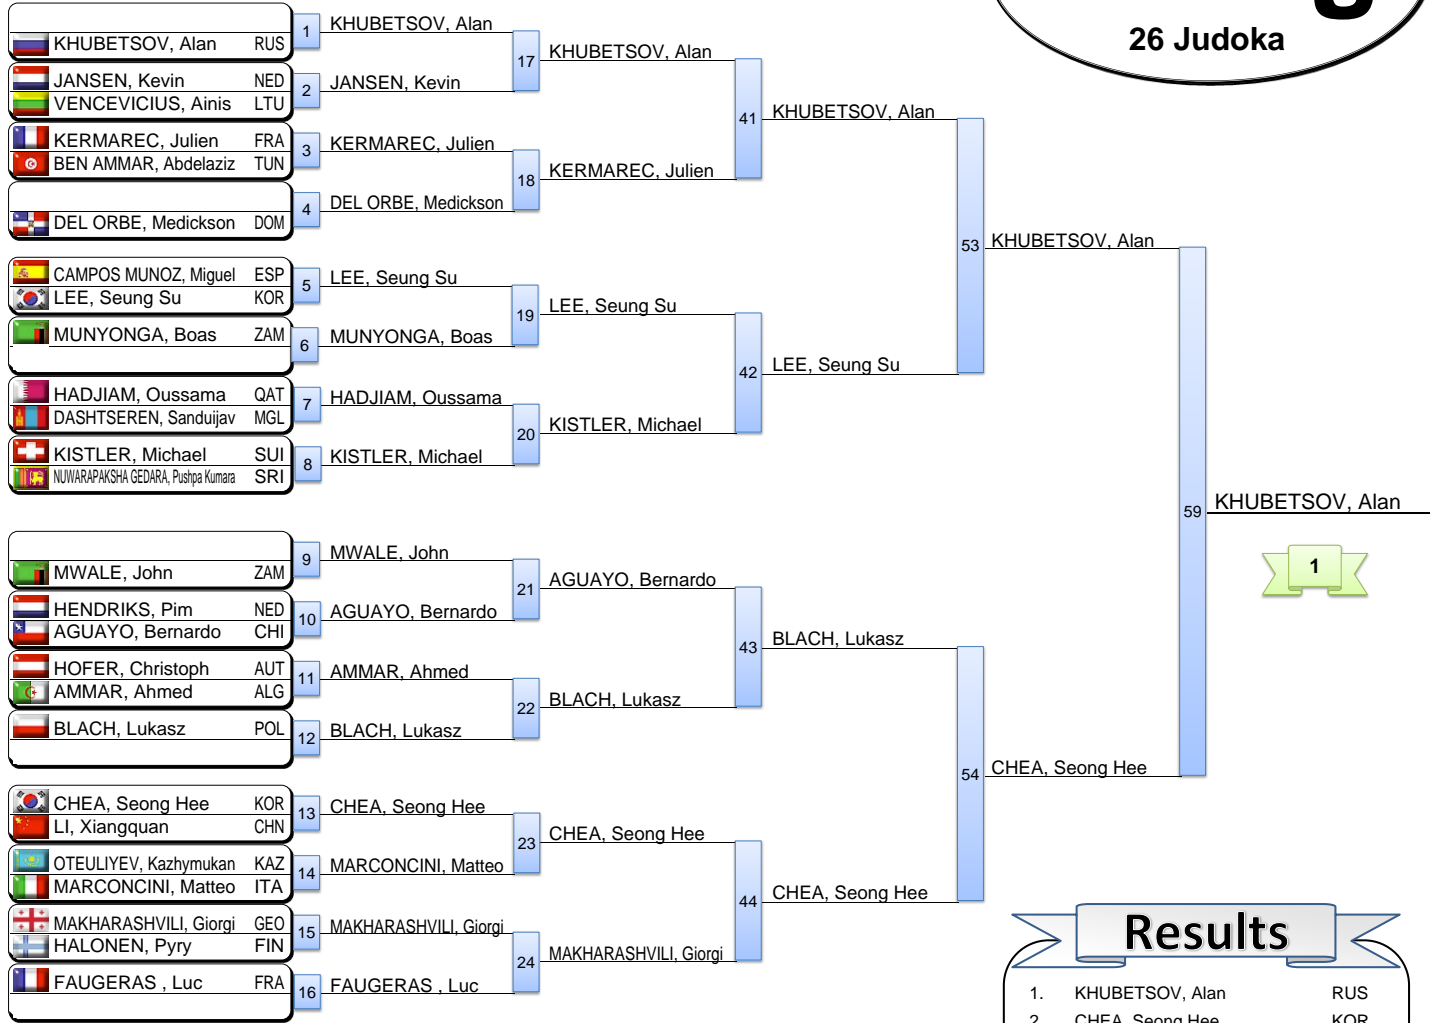 26 Judoka
KHUBETSOV, Alan RUS
JANSEN, Kevin NED
VENCEVICIUS, Ainis LTU
KERMAREC, Julien FRA
BEN AMMAR, Abdelaziz TUN
DEL ORBE, Medickson DOM
CAMPOS MUNOZ, Miguel ESP
LEE, Seung Su KOR
MUNYONGA, Boas ZAM
HADJIAM, Oussama QAT
DASHTSEREN, Sanduijav MGL
KISTLER, Michael SUI
NUWARAPAKSHA GEDARA, Pushpa Kumara SRI
MWALE, John ZAM
HENDRIKS, Pim NED
AGUAYO, Bernardo CHI
HOFER, Christoph AUT
AMMAR, Ahmed ALG
BLACH, Lukasz POL
CHEA, Seong Hee KOR
LI, Xiangquan CHN
OTEULIYEV, Kazhymukan KAZ
MARCONCINI, Matteo ITA
MAKHARASHVILI, Giorgi GEO
HALONEN, Pyry FIN
FAUGERAS , Luc FRA
1 KHUBETSOV, Alan
2 JANSEN, Kevin
3 KERMAREC, Julien
4 DEL ORBE, Medickson
5 LEE, Seung Su
6 MUNYONGA, Boas
7 HADJIAM, Oussama
8 KISTLER, Michael
9 MWALE, John
10 AGUAYO, Bernardo
11 AMMAR, Ahmed
12 BLACH, Lukasz
13 CHEA, Seong Hee
14 MARCONCINI, Matteo
15 MAKHARASHVILI, Giorgi
16 FAUGERAS , Luc
17 KHUBETSOV, Alan
18 KERMAREC, Julien
19 LEE, Seung Su
20 KISTLER, Michael
21 AGUAYO, Bernardo
22 BLACH, Lukasz
23 CHEA, Seong Hee
24 MAKHARASHVILI, Giorgi
41 KHUBETSOV, Alan
42 LEE, Seung Su
43 BLACH, Lukasz
44 CHEA, Seong Hee
53 KHUBETSOV, Alan
54 CHEA, Seong Hee
59 KHUBETSOV, Alan
1
Results
1. KHUBETSOV, Alan RUS
2. CHEA, Seong Hee KOR